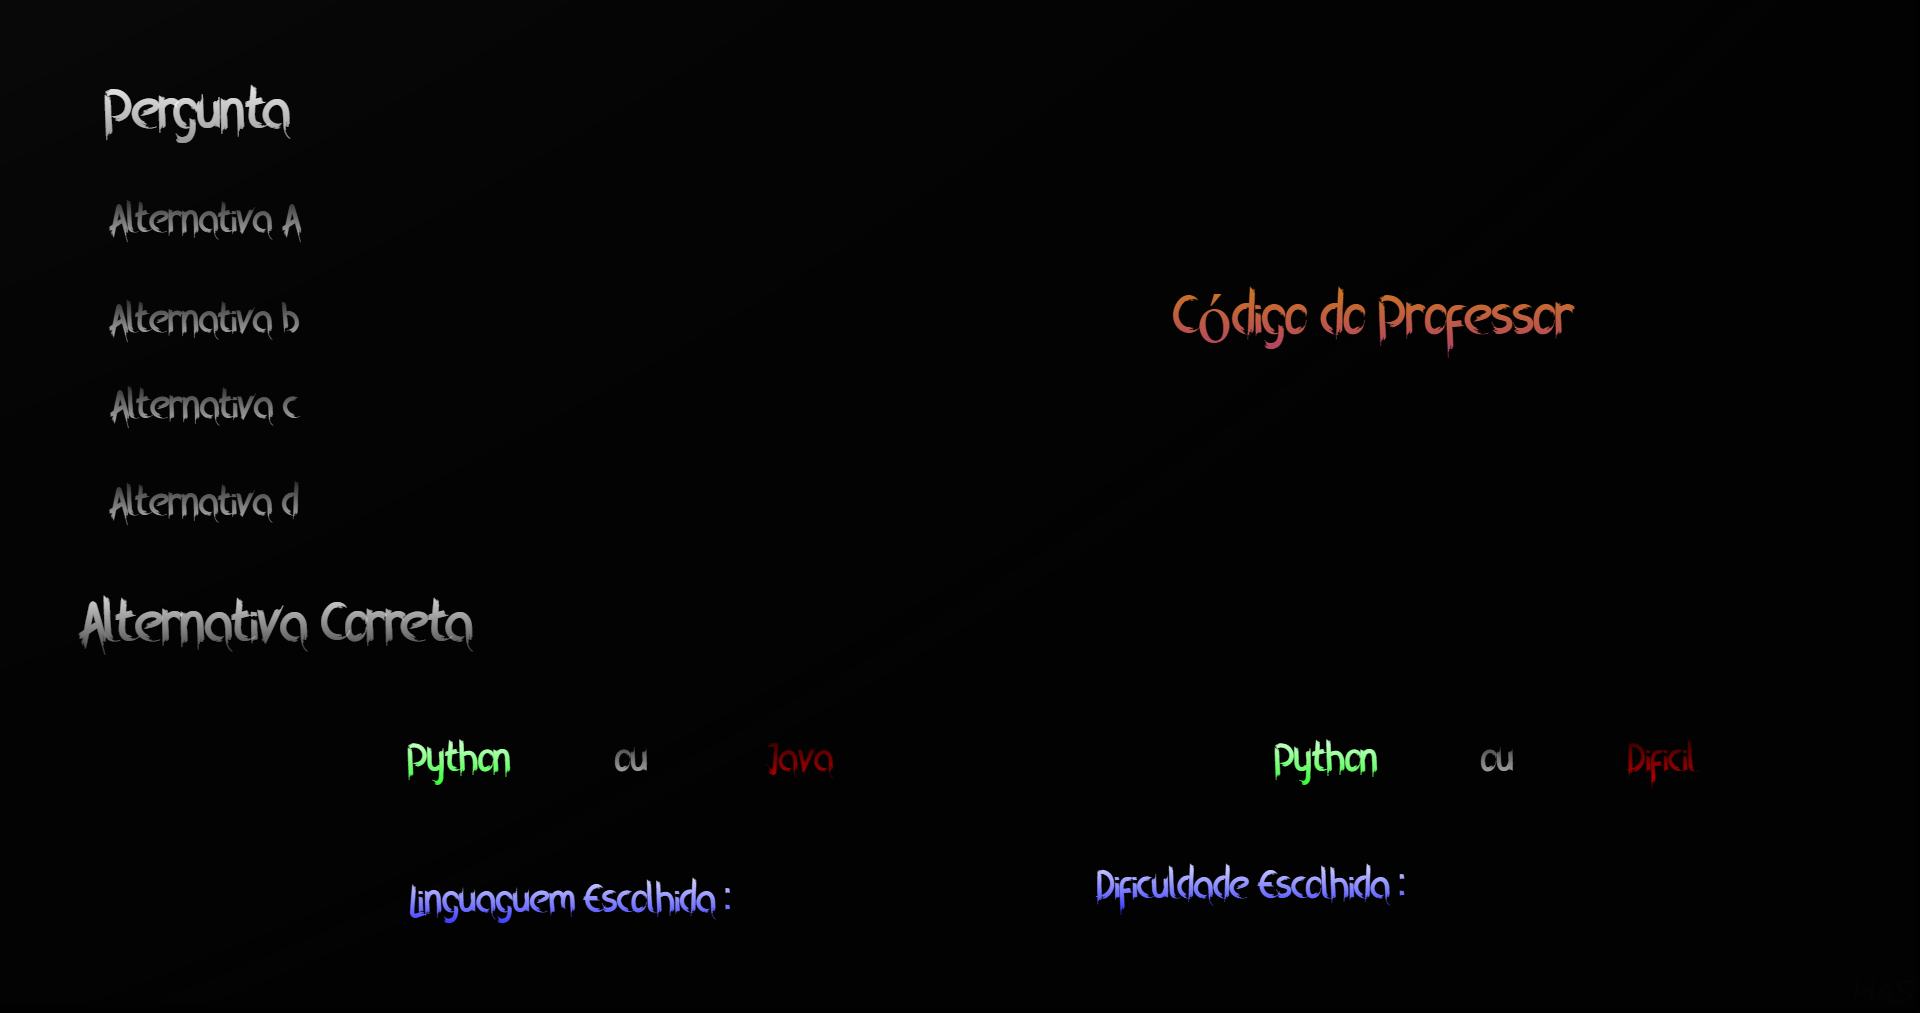 Pergunta
Alternativa A
Alternativa b
Código do Professor
Alternativa c
Alternativa d
Alternativa Correta
Python ou Java
Python ou Dificil
Linguaguem Escolhida :
Dificuldade Escolhida :